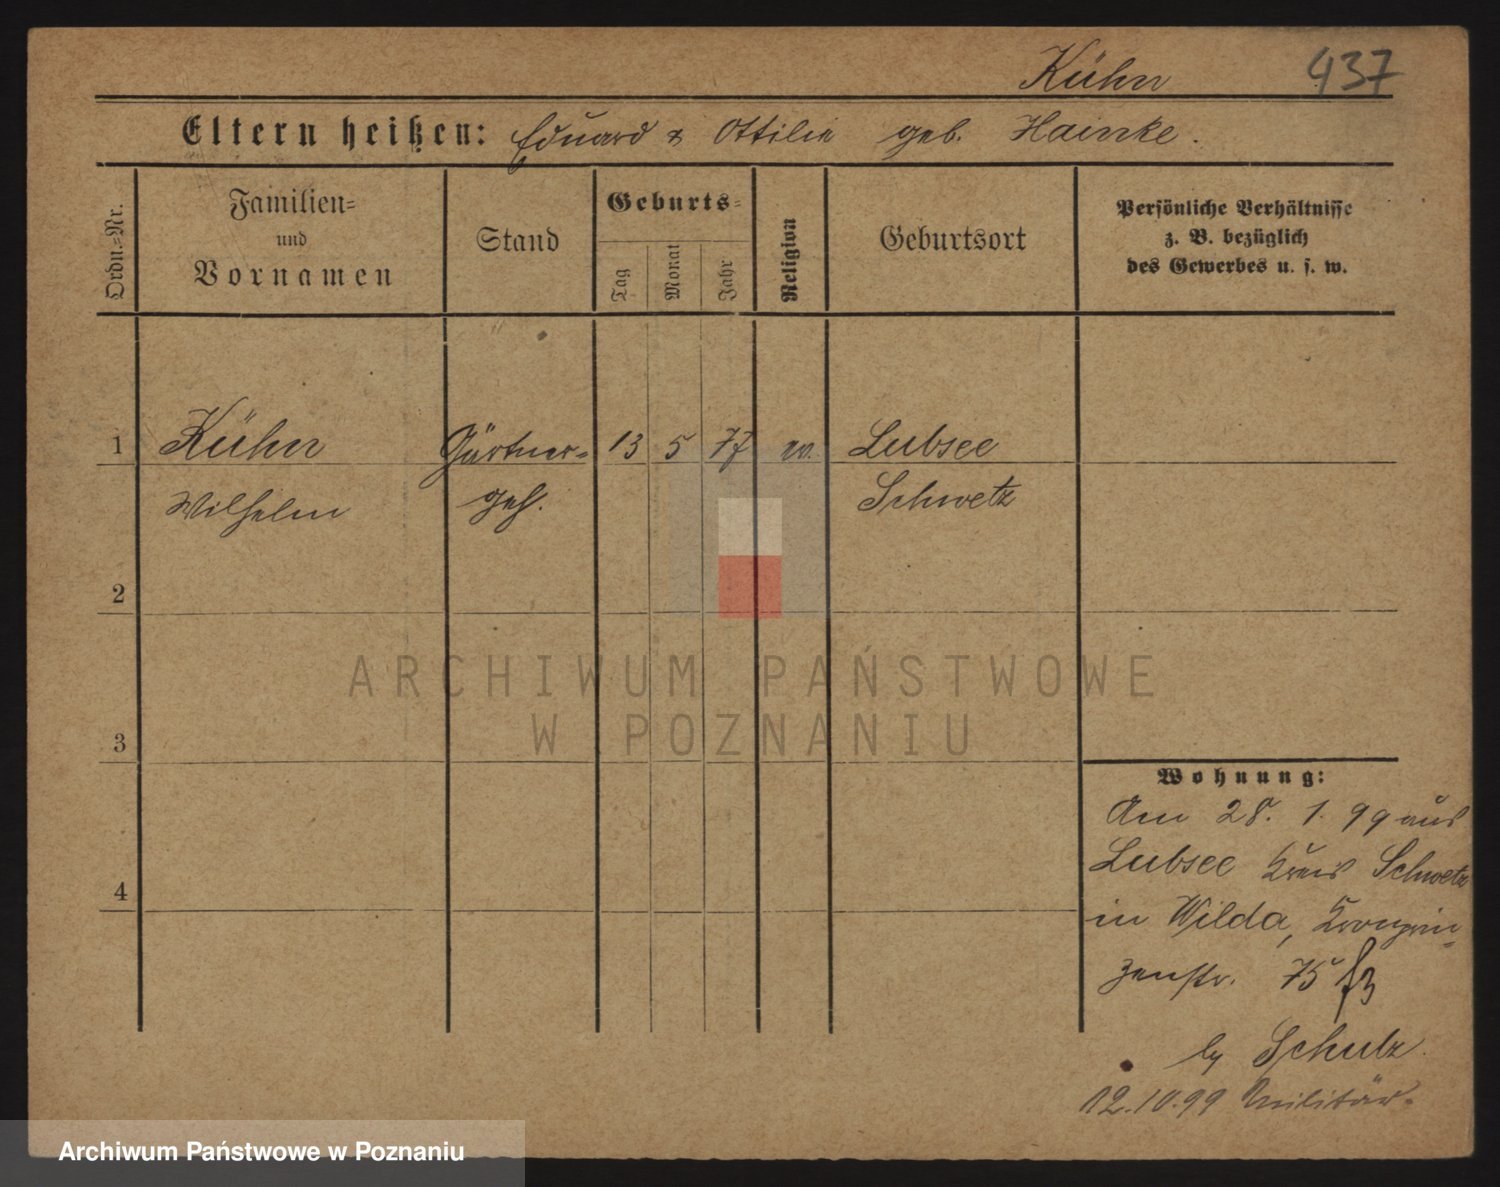 Kühn 437
Eltern heißen: Eduard & Ottilie geb. Hainke.
Ordn.=Nr.
Familien=
und
Vornamen
Stand
Geburts=
Tag
Monat
Jahr
Religion
Geburtsort
Persönliche Verhältnisse
z. B. bezüglich
des Gewerbes u. s. w.
1 Kühn Gärtner= 13 5 77 Lubsee
Wilhelm geh. Schwetz
2
3
4
Wohnung:
Am 28. 1. 99 aus
Lubsee Kreis Schwetz
in Wilda, Kronprin=
zenstr. 75
by Schulz.
12.10.99 Militär.
ARCHIWUM PAŃSTWOWE
W POZNANIU
Archiwum Państwowe w Poznaniu